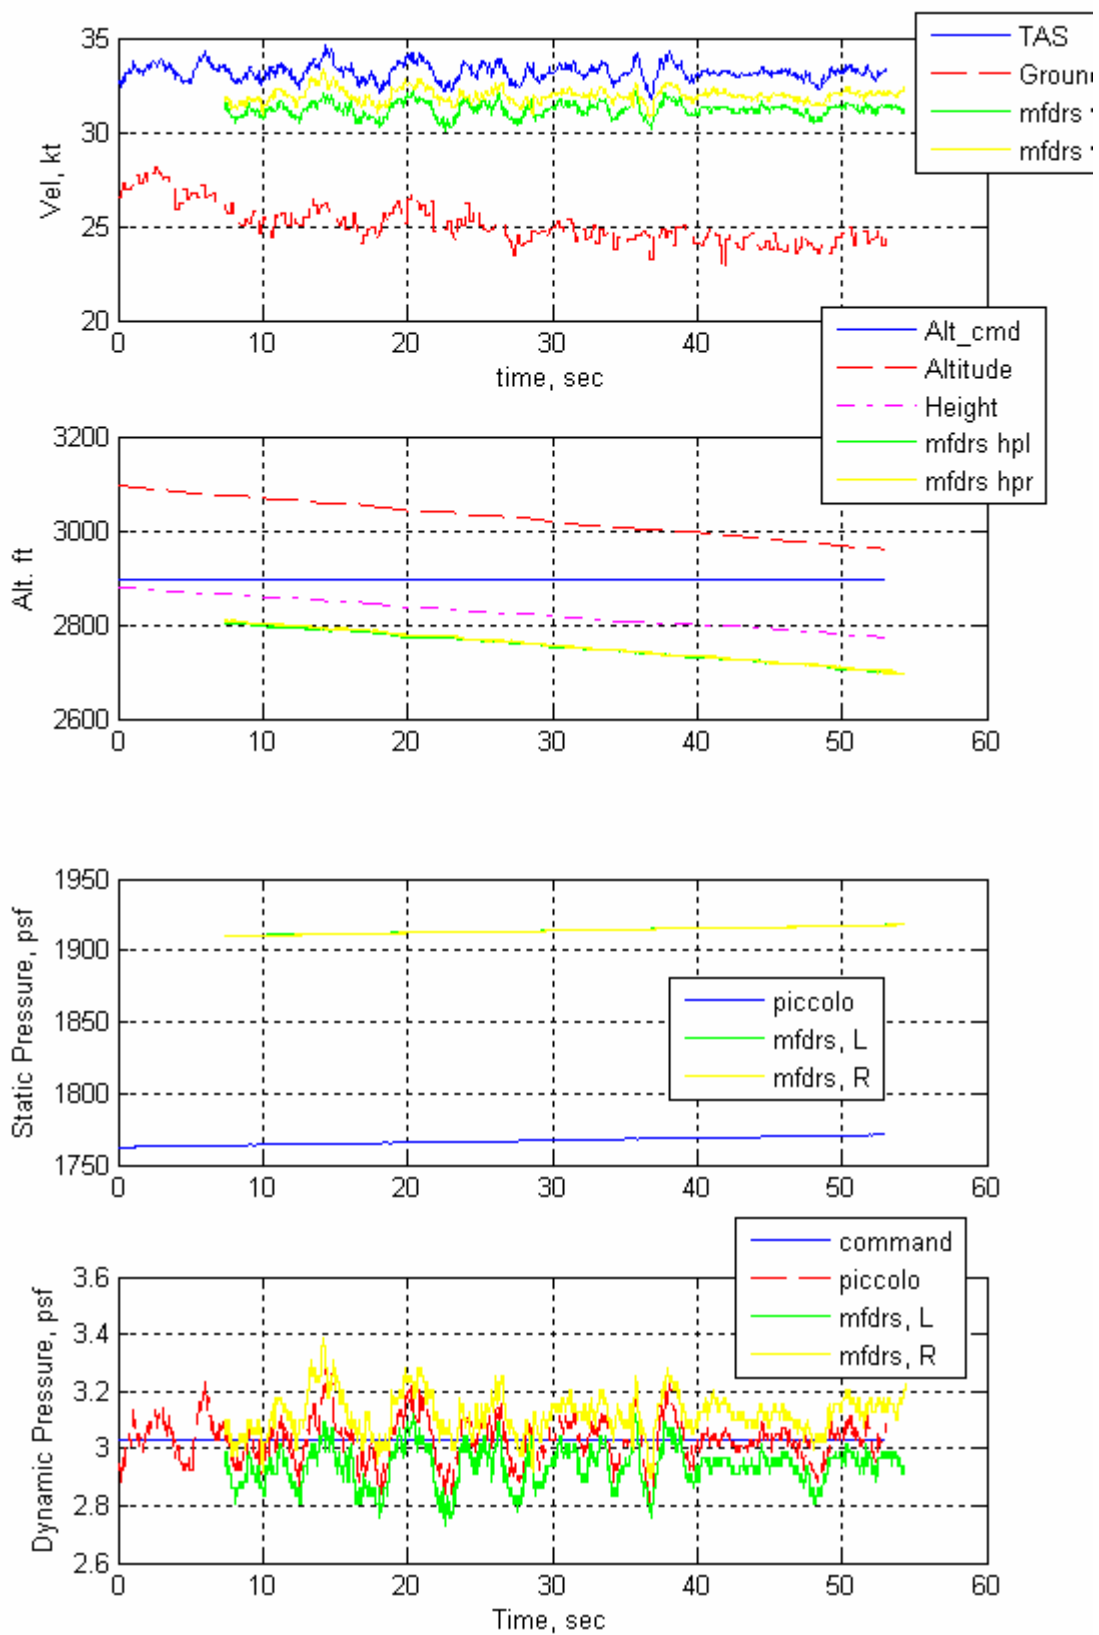 35
30
25
20
Vel, kt
0
10
20
30
40
time, sec
TAS
Ground
mfdrs
mfdrs
3200
3000
2800
2600
Alt. ft
0
10
20
30
40
50
60
Alt_cmd
Altitude
Height
mfdrs hpl
mfdrs hpr
1950
1900
1850
1800
1750
Static Pressure, psf
0
10
20
30
40
50
60
piccolo
mfdrs, L
mfdrs, R
3.6
3.4
3.2
3
2.8
2.6
Dynamic Pressure, psf
0
10
20
30
40
50
60
Time, sec
command
piccolo
mfdrs, L
mfdrs, R